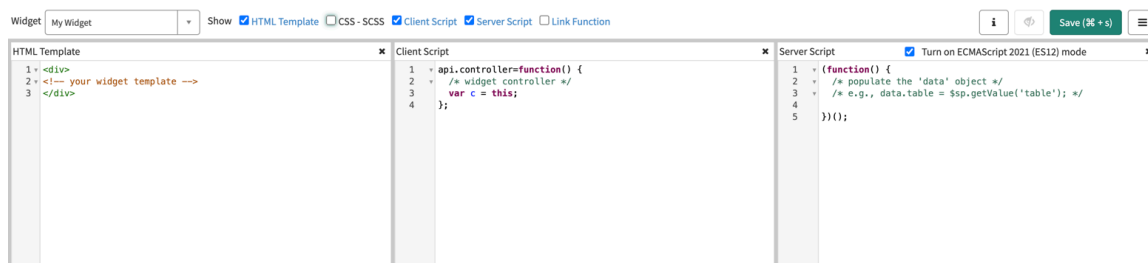 Widget My Widget Show HTML Template CSS - SCSS Client Script Server Script Link Function i Save (⌘ + s)
HTML Template
1 <div>
2 <!-- your widget template -->
3 </div>
Client Script
1 api.controller=function() {
2 /* widget controller */
3 var c = this;
4 };
Server Script Turn on ECMAScript 2021 (ES12) mode
1 (function() {
2 /* populate the 'data' object */
3 /* e.g., data.table = $sp.getValue('table'); */
4
5 })();